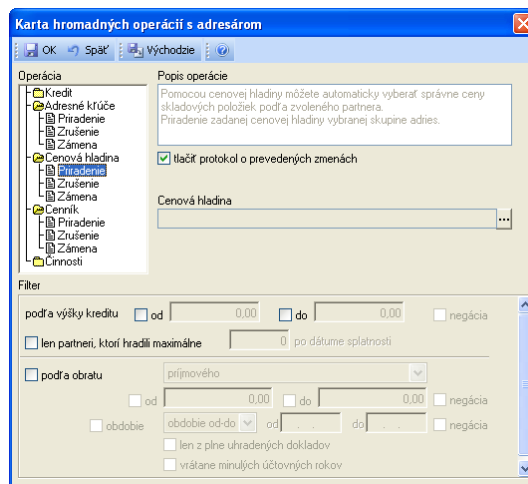 Karta hromadných operácií s adresárom
OK Späť Východzie
Operácia
Popis operácie
Kredit
Adresné kľúče
Priradenie
Zrušenie
Zámena
Cenová hladina
Priradenie
Zrušenie
Zámena
Cenník
Priradenie
Zrušenie
Zámena
Činnosti
Pomocou cenovej hladiny môžete automaticky vyberať správne ceny
skladových položiek podľa zvoleného partnera.
Priradenie zadanej cenovej hladiny vybranej skupine adries.
tlačiť protokol o prevedených zmenách
Cenová hladina
...
Filter
podľa výšky kreditu od 0,00 do 0,00 negácia
len partneri, ktorí hradili maximálne 0 po dátume splatnosti
podľa obratu príjmového
od 0,00 do 0,00 negácia
obdobie obdobie od-do od . . do . . negácia
len z plne uhradených dokladov
vrátane minulých účtovných rokov